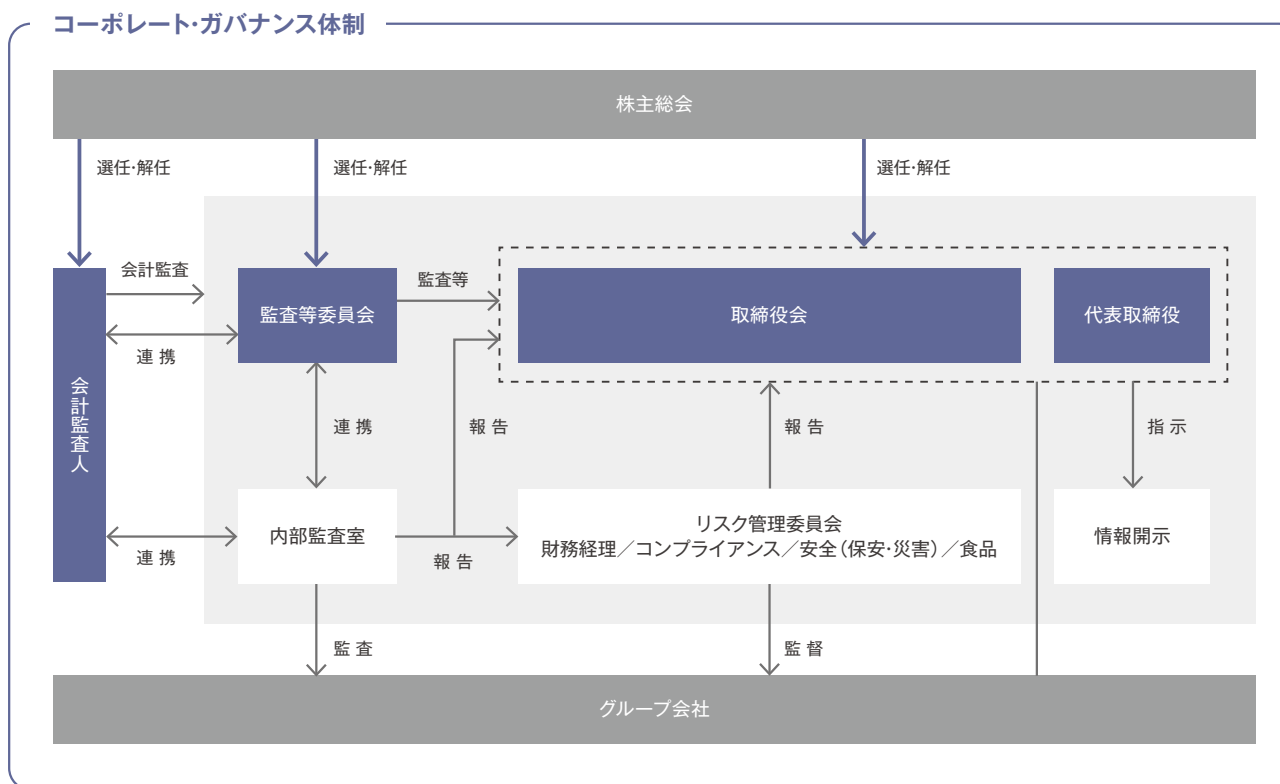 コーポレート・ガバナンス体制
株主総会
選任・解任
選任・解任
選任・解任
会計監査
監査等
監査等委員会
取締役会
代表取締役
連 携
会計監査人
連 携
報 告
報 告
指 示
内部監査室
リスク管理委員会
財務経理／コンプライアンス／安全（保安・災害）／食品
情報開示
連 携
報 告
監 査
監 督
グループ会社